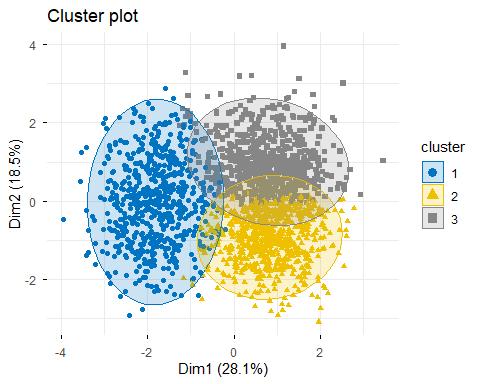 Cluster plot
4
2
0
-2
-4
-2
0
2
Dim1 (28.1%)
Dim2 (18.5%)
cluster
1
2
3